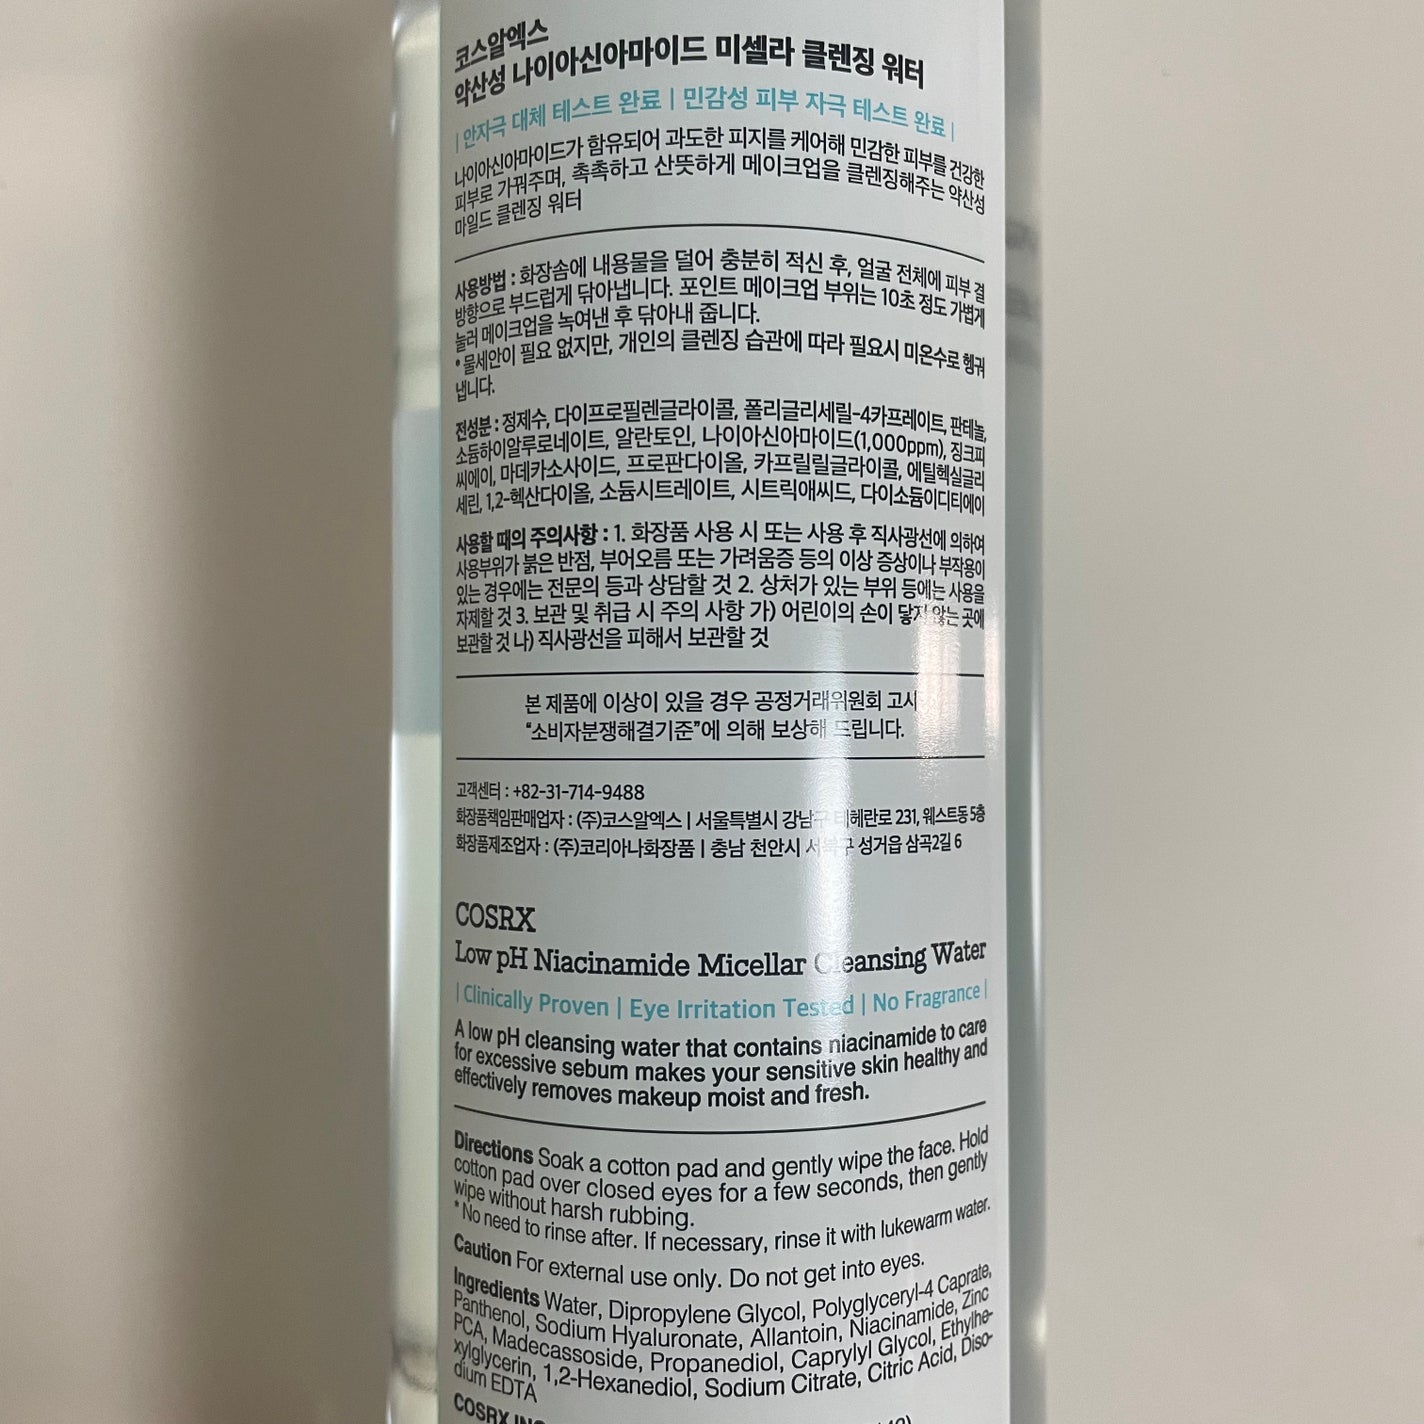 코스알엑스
약산성 나이아신아마이드 미셀라 클렌징 워터
| 안자극 대체 테스트 완료 | 민감성 피부 자극 테스트 완료 |
나이아신아마이드가 함유되어 과도한 피지를 케어해 민감한 피부를 건강한
피부로 가꿔주며, 촉촉하고 산뜻하게 메이크업을 클렌징해주는 약산성
마일드 클렌징 워터
사용방법 : 화장솜에 내용물을 덜어 충분히 적신 후, 얼굴 전체에 피부 결
방향으로 부드럽게 닦아냅니다. 포인트 메이크업 부위는 10초 정도 가볍게
눌러 메이크업을 녹여낸 후 닦아내 줍니다.
* 물세안이 필요 없지만, 개인의 클렌징 습관에 따라 필요시 미온수로 헹궈
냅니다.
전성분 : 정제수, 다이프로필렌글라이콜, 폴리글리세릴-4카프레이트, 판테놀,
소듐하이알루로네이트, 알란토인, 나이아신아마이드(1,000ppm), 징크피
씨에이, 마데카소사이드, 프로판다이올, 카프릴릴글라이콜, 에틸헥실글리
세린, 1,2-헥산다이올, 소듐시트레이트, 시트릭애씨드, 다이소듐이디티에이
사용할 때의 주의사항 : 1. 화장품 사용 시 또는 사용 후 직사광선에 의하여
사용부위가 붉은 반점, 부어오름 또는 가려움증 등의 이상 증상이나 부작용이
있는 경우에는 전문의 등과 상담할 것 2. 상처가 있는 부위 등에는 사용을
자제할 것 3. 보관 및 취급 시 주의 사항 가) 어린이의 손이 닿지 않는 곳에
보관할 것 나) 직사광선을 피해서 보관할 것
본 제품에 이상이 있을 경우 공정거래위원회 고시
“소비자분쟁해결기준”에 의해 보상해 드립니다.
고객센터 : +82-31-714-9488
화장품책임판매업자 : (주)코스알엑스 | 서울특별시 강남구 테헤란로 231, 웨스트동 5층
화장품제조업자 : (주)코리아나화장품 | 충남 천안시 서북구 성거읍 삼곡2길 6
COSRX
Low pH Niacinamide Micellar Cleansing Water
| Clinically Proven | Eye Irritation Tested | No Fragrance |
A low pH cleansing water that contains niacinamide to care
for excessive sebum makes your sensitive skin healthy and
effectively removes makeup moist and fresh.
Directions Soak a cotton pad and gently wipe the face. Hold
cotton pad over closed eyes for a few seconds, then gently
wipe without harsh rubbing.
* No need to rinse after. If necessary, rinse it with lukewarm water.
Caution For external use only. Do not get into eyes.
Ingredients Water, Dipropylene Glycol, Polyglyceryl-4 Caprate,
Panthenol, Sodium Hyaluronate, Allantoin, Niacinamide, Zinc
PCA, Madecassoside, Propanediol, Caprylyl Glycol, Ethylhe-
xylglycerin, 1,2-Hexanediol, Sodium Citrate, Citric Acid, Diso-
dium EDTA
COSRX